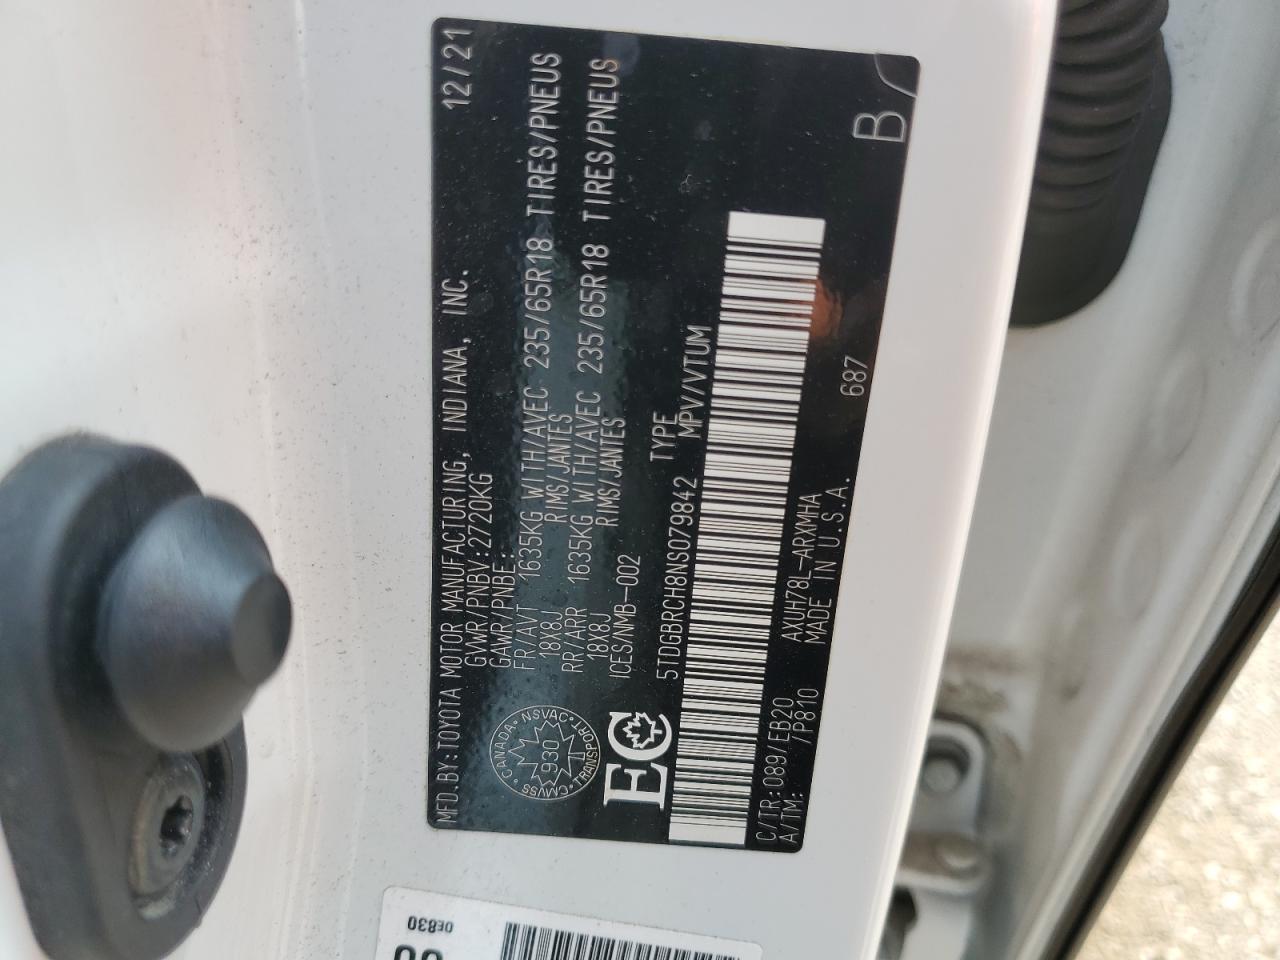 MFD.BY:TOYOTA MOTOR MANUFACTURING, INDIANA, INC. 12/21
GVWR/PNBV:2720KG
GAWR/PNBE:
FR/AVT 1635KG WITH/AVEC 235/65R18 TIRES/PNEUS
18X8J RIMS/JANTES
RR/ARR 1635KG WITH/AVEC 235/65R18 TIRES/PNEUS
18X8J RIMS/JANTES
ICES/NMB-002
CANADA • NSVAC • TRANSPORT • CMVSS
930
EC
5TDGBRCH8NS079842 TYPE MPV/VTUM
C/TR:089/EB20 AXUH78L-ARXMHA
A/TM: /P810 MADE IN U.S.A. 687
B
0E830